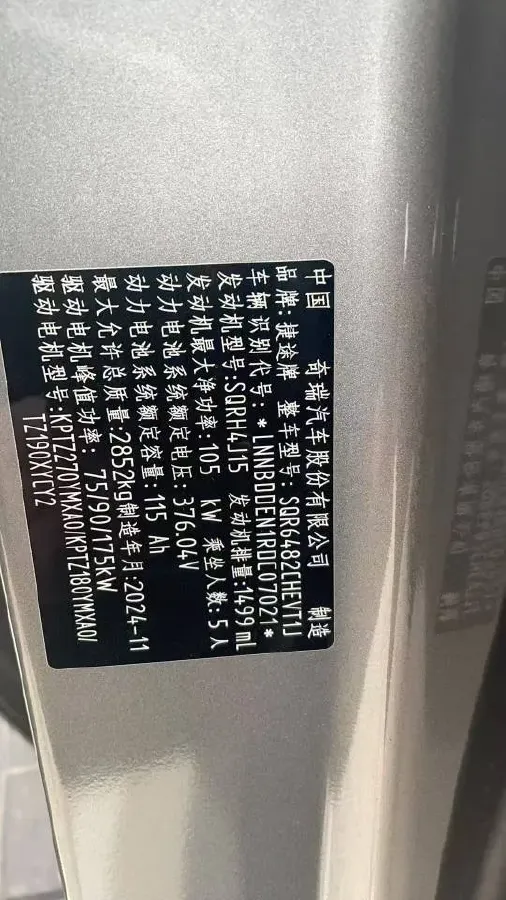 中国 奇瑞汽车股份有限公司 制造
品牌:捷途牌 整车型号:SQR6482CHEVT1J
车辆识别代号:*LNNBDDEN1RDC07021*
发动机型号:SQRH4J15 发动机排量:1499mL
发动机最大净功率:105 kW 乘坐人数:5人
动力电池系统额定电压:376.04V
动力电池系统额定容量:115 Ah
最大允许总质量:2852kg制造年月:2024-11
驱动电机峰值功率: 75/90/175kW
驱动电机型号:KPTZ270YMXA0/KPTZ180YMXA0/
TZ190XYCY2